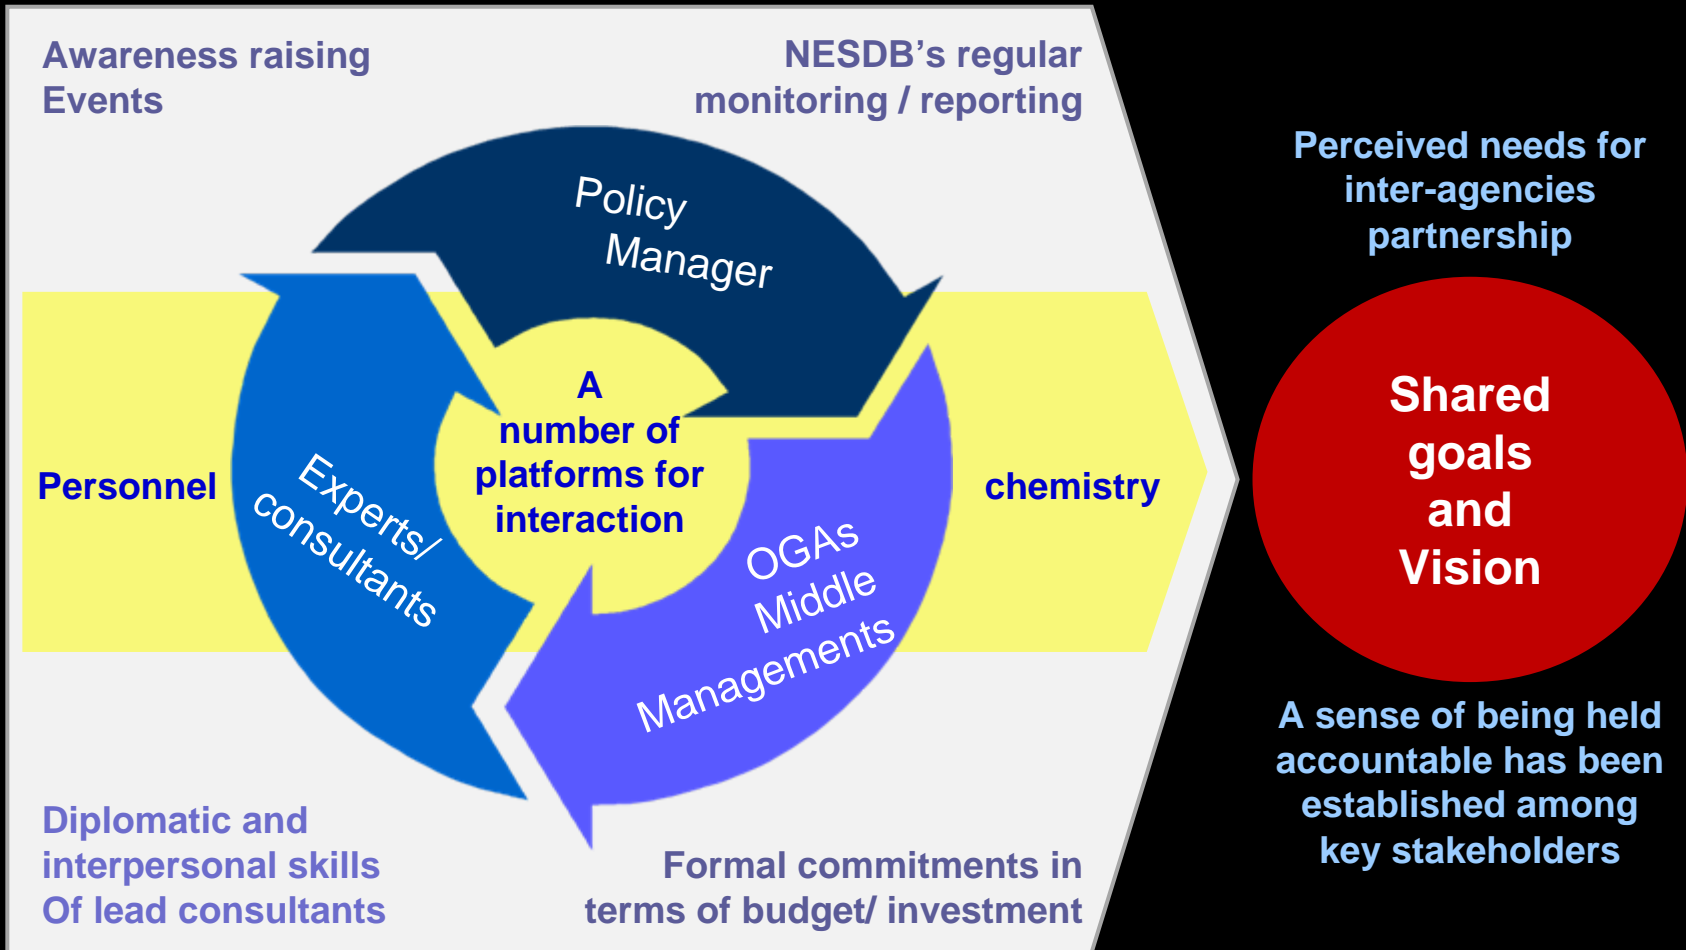 Awareness raising
Events
NESDB’s regular
monitoring / reporting
Policy
Manager
Personnel
Experts/
consultants
A
number of
platforms for
interaction
OGAs
Middle
Managements
chemistry
Diplomatic and
interpersonal skills
Of lead consultants
Formal commitments in
terms of budget/ investment
Perceived needs for
inter-agencies
partnership
Shared
goals
and
Vision
A sense of being held
accountable has been
established among
key stakeholders